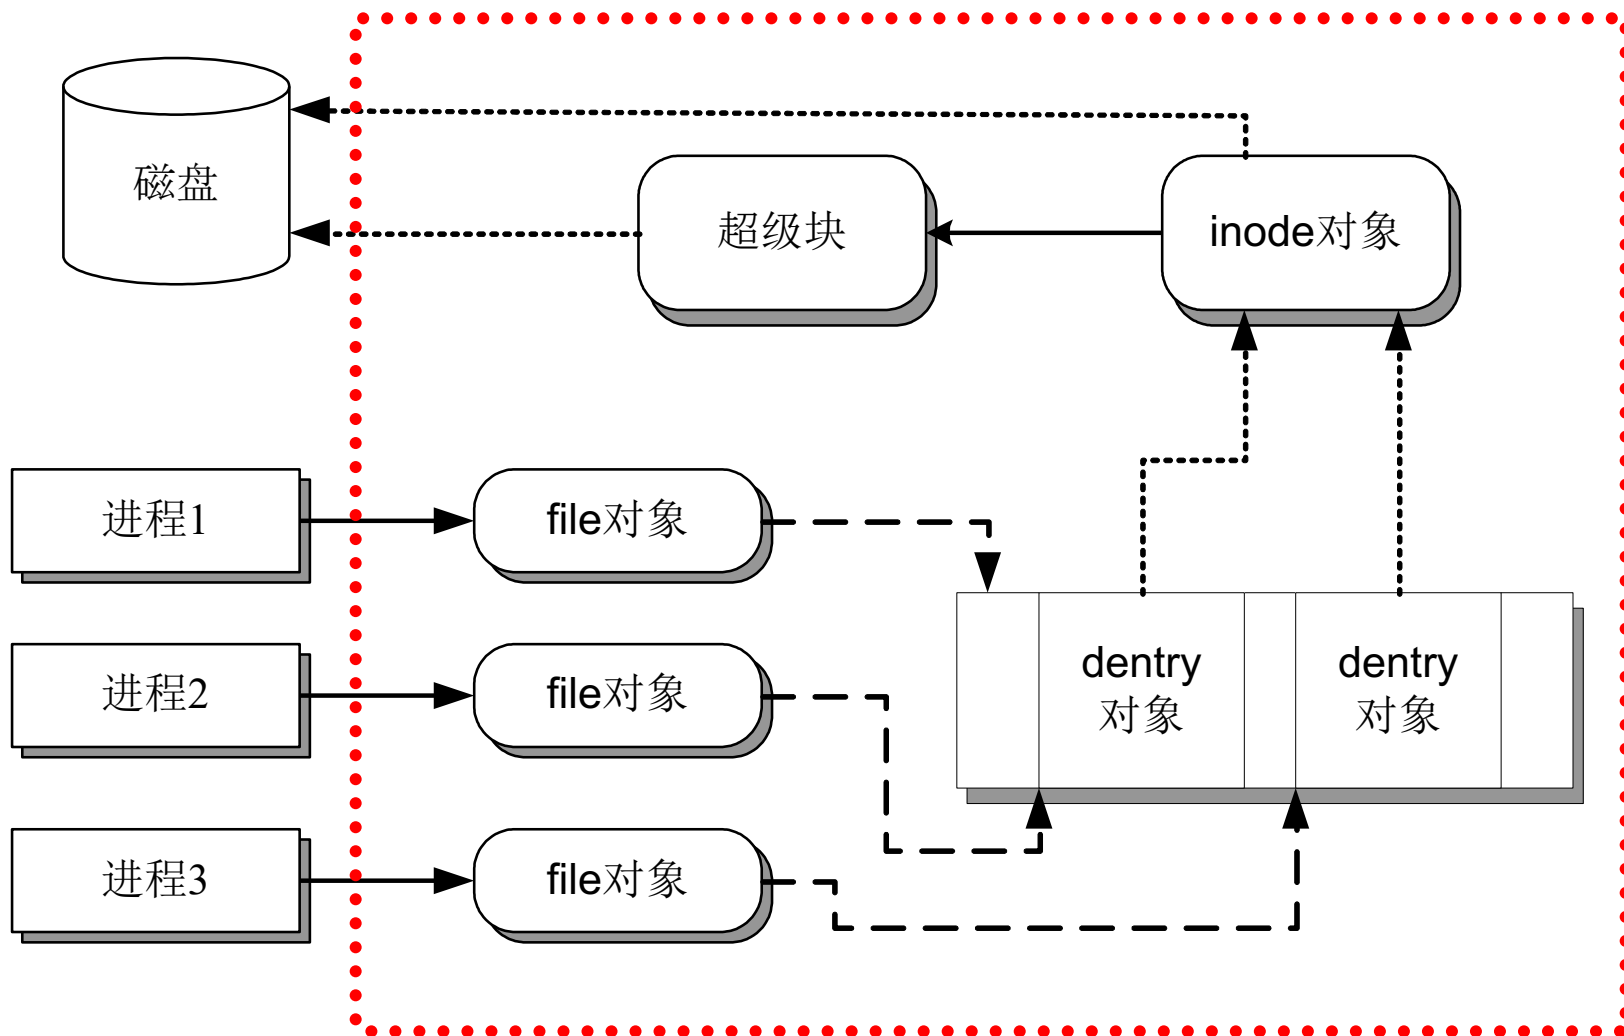 磁盘
超级块
inode对象
进程1
file对象
进程2
file对象
dentry
对象
dentry
对象
进程3
file对象